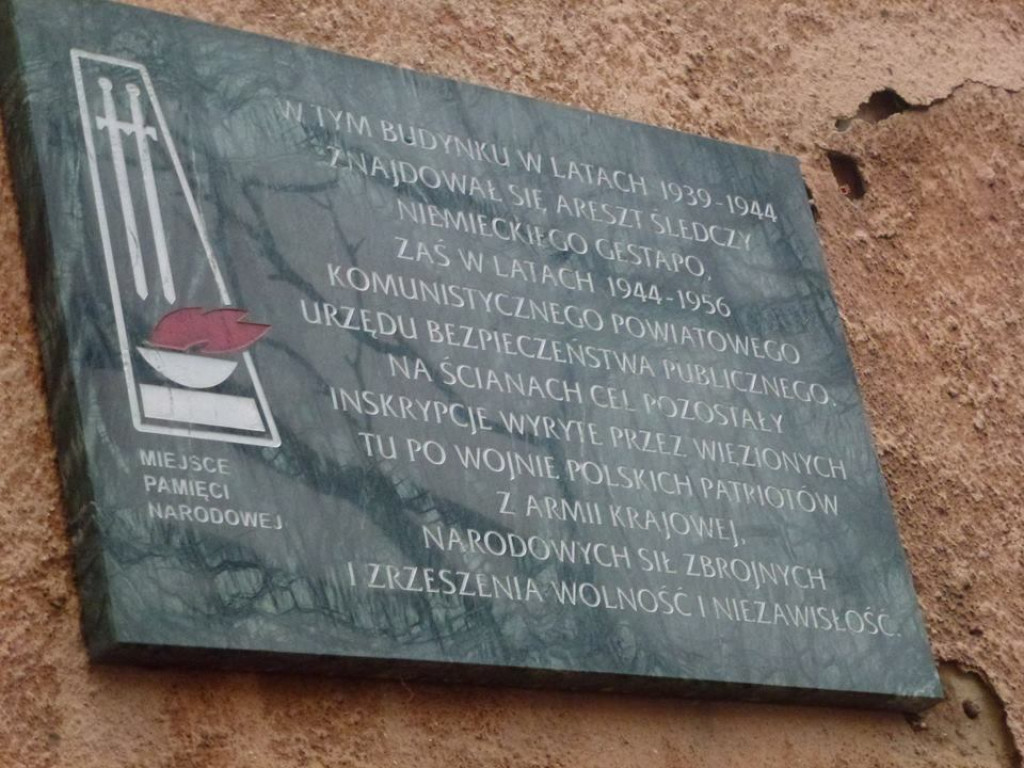 W TYM BUDYNKU W LATACH 1939-1944
ZNAJDOWAŁ SIĘ ARESZT ŚLEDCZY
NIEMIECKIEGO GESTAPO,
ZAŚ W LATACH 1944-1956
KOMUNISTYCZNEGO POWIATOWEGO
URZĘDU BEZPIECZEŃSTWA PUBLICZNEGO.
NA ŚCIANACH CEL POZOSTAŁY
INSKRYPCJE WYRYTE PRZEZ WIĘZIONYCH
TU PO WOJNIE POLSKICH PATRIOTÓW
Z ARMII KRAJOWEJ,
NARODOWYCH SIŁ ZBROJNYCH
I ZRZESZENIA WOLNOŚĆ I NIEZAWISŁOŚĆ.
MIEJSCE
PAMIĘCI
NARODOWEJ